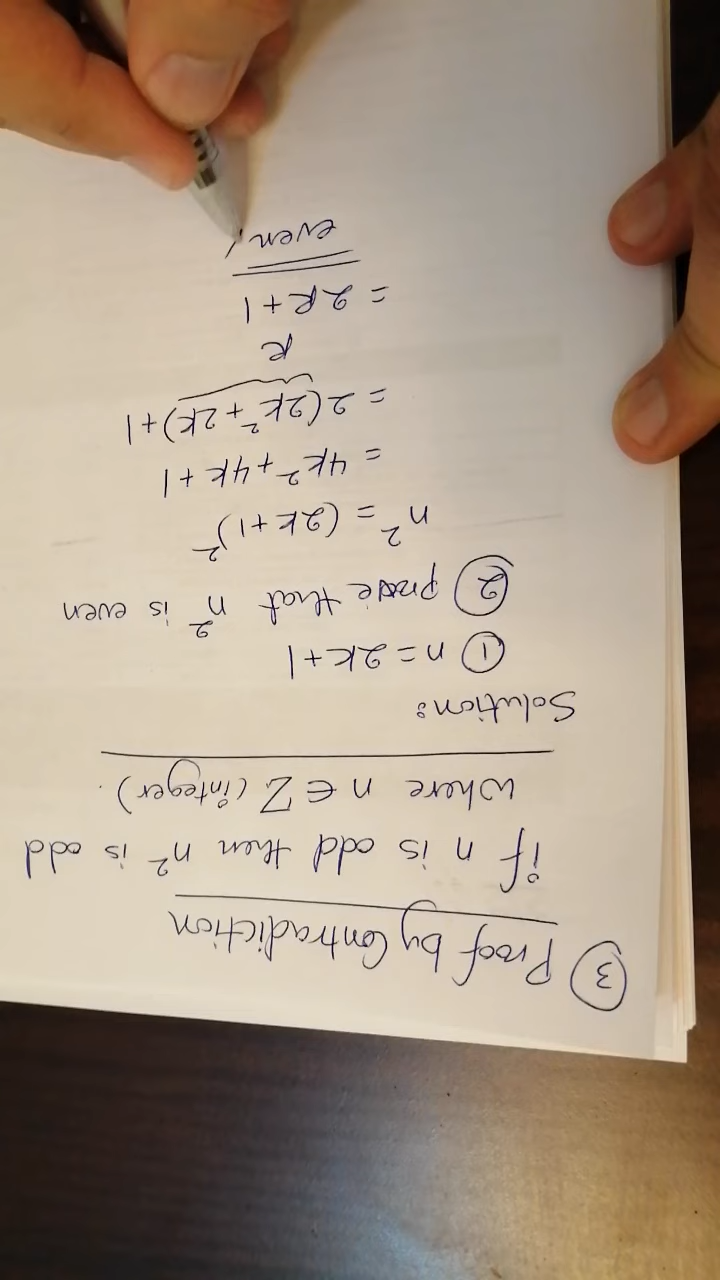 ③ Proof by Contradiction
if n is odd then n² is odd
where n ∈ Z (integer).
Solution:
① n = 2k+1
② prove that n² is even
n² = (2k+1)²
= 4k²+4k+1
= 2(2k²+2k)+1
k
= 2k+1
even,